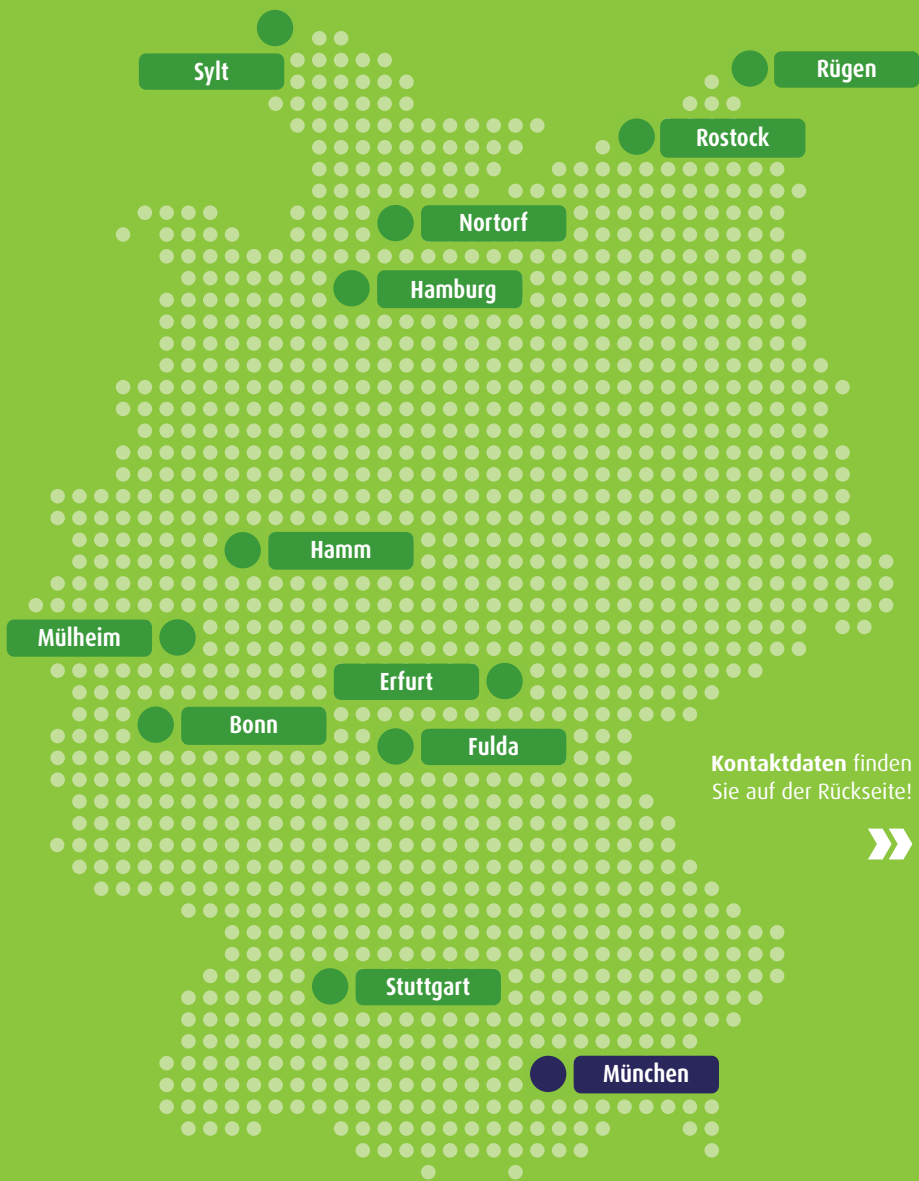 Sylt
Rügen
Rostock
Nortorf
Hamburg
Hamm
Mülheim
Erfurt
Bonn
Fulda
Kontaktdaten finden
Sie auf der Rückseite!
Stuttgart
München